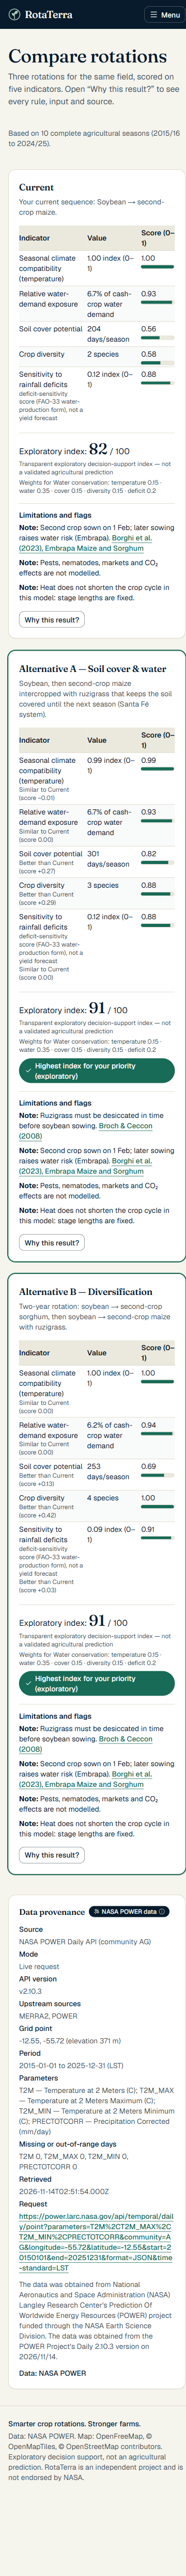 RotaTerra
Menu
Compare rotations
Three rotations for the same field, scored on
five indicators. Open “Why this result?” to see
every rule, input and source.
Based on 10 complete agricultural seasons (2015/16
to 2024/25).
Current
Your current sequence: Soybean → second-
crop maize.
Indicator Value Score (0–
1)
Seasonal climate 1.00 index (0– 1.00
compatibility 1)
(temperature)
Relative water- 6.7% of cash- 0.93
demand exposure crop water
demand
Soil cover potential 204 0.56
days/season
Crop diversity 2 species 0.58
Sensitivity to 0.12 index (0– 0.88
rainfall deficits 1)
deficit-sensitivity
score (FAO-33 water-
production form), not a
yield forecast
Exploratory index: 82 / 100
Transparent exploratory decision-support index — not
a validated agricultural prediction
Weights for Water conservation: temperature 0.15 ·
water 0.35 · cover 0.15 · diversity 0.15 · deficit 0.2
Limitations and flags
Note: Second crop sown on 1 Feb; later sowing
raises water risk (Embrapa). Borghi et al.
(2023), Embrapa Maize and Sorghum
Note: Pests, nematodes, markets and CO₂
effects are not modelled.
Note: Heat does not shorten the crop cycle in
this model: stage lengths are fixed.
Why this result?
Alternative A — Soil cover & water
Soybean, then second-crop maize
intercropped with ruzigrass that keeps the soil
covered until the next season (Santa Fé
system).
Indicator Value Score (0–
1)
Seasonal climate 0.99 index (0– 0.99
compatibility 1)
(temperature)
Similar to Current
(score −0.01)
Relative water- 6.7% of cash- 0.93
demand exposure crop water
Similar to Current demand
(score 0.00)
Soil cover potential 301 0.82
Better than Current days/season
(score +0.27)
Crop diversity 3 species 0.88
Better than Current
(score +0.29)
Sensitivity to 0.12 index (0– 0.88
rainfall deficits 1)
deficit-sensitivity
score (FAO-33 water-
production form), not a
yield forecast
Similar to Current
(score 0.00)
Exploratory index: 91 / 100
Transparent exploratory decision-support index — not
a validated agricultural prediction
Weights for Water conservation: temperature 0.15 ·
water 0.35 · cover 0.15 · diversity 0.15 · deficit 0.2
Highest index for your priority
(exploratory)
Limitations and flags
Note: Ruzigrass must be desiccated in time
before soybean sowing. Broch & Ceccon
(2008)
Note: Second crop sown on 1 Feb; later sowing
raises water risk (Embrapa). Borghi et al.
(2023), Embrapa Maize and Sorghum
Note: Pests, nematodes, markets and CO₂
effects are not modelled.
Note: Heat does not shorten the crop cycle in
this model: stage lengths are fixed.
Why this result?
Alternative B — Diversification
Two-year rotation: soybean → second-crop
sorghum, then soybean → second-crop maize
with ruzigrass.
Indicator Value Score (0–
1)
Seasonal climate 1.00 index (0– 1.00
compatibility 1)
(temperature)
Similar to Current
(score 0.00)
Relative water- 6.2% of cash- 0.94
demand exposure crop water
Similar to Current demand
(score 0.00)
Soil cover potential 253 0.69
Better than Current days/season
(score +0.13)
Crop diversity 4 species 1.00
Better than Current
(score +0.42)
Sensitivity to 0.09 index (0– 0.91
rainfall deficits 1)
deficit-sensitivity
score (FAO-33 water-
production form), not a
yield forecast
Better than Current
(score +0.03)
Exploratory index: 91 / 100
Transparent exploratory decision-support index — not
a validated agricultural prediction
Weights for Water conservation: temperature 0.15 ·
water 0.35 · cover 0.15 · diversity 0.15 · deficit 0.2
Highest index for your priority
(exploratory)
Limitations and flags
Note: Ruzigrass must be desiccated in time
before soybean sowing. Broch & Ceccon
(2008)
Note: Second crop sown on 1 Feb; later sowing
raises water risk (Embrapa). Borghi et al.
(2023), Embrapa Maize and Sorghum
Note: Pests, nematodes, markets and CO₂
effects are not modelled.
Note: Heat does not shorten the crop cycle in
this model: stage lengths are fixed.
Why this result?
Data provenance NASA POWER data
Source
NASA POWER Daily API (community AG)
Mode
Live request
API version
v2.10.3
Upstream sources
MERRA2, POWER
Grid point
-12.55, -55.72 (elevation 371 m)
Period
2015-01-01 to 2025-12-31 (LST)
Parameters
T2M — Temperature at 2 Meters (C); T2M_MAX
— Temperature at 2 Meters Maximum (C);
T2M_MIN — Temperature at 2 Meters Minimum
(C); PRECTOTCORR — Precipitation Corrected
(mm/day)
Missing or out-of-range days
T2M 0, T2M_MAX 0, T2M_MIN 0,
PRECTOTCORR 0
Retrieved
2026-11-14T02:51:54.000Z
Request
https://power.larc.nasa.gov/api/temporal/dail
y/point?parameters=T2M%2CT2M_MAX%2C
T2M_MIN%2CPRECTOTCORR&community=A
G&longitude=-55.72&latitude=-12.55&start=2
0150101&end=20251231&format=JSON&time
-standard=LST
The data was obtained from National
Aeronautics and Space Administration (NASA)
Langley Research Center's Prediction Of
Worldwide Energy Resources (POWER) project
funded through the NASA Earth Science
Division. The data was obtained from the
POWER Project's Daily 2.10.3 version on
2026/11/14.
Data: NASA POWER
Smarter crop rotations. Stronger farms.
Data: NASA POWER. Map: OpenFreeMap, ©
OpenMapTiles, © OpenStreetMap contributors.
Exploratory decision support, not an agricultural
prediction. RotaTerra is an independent project and is
not endorsed by NASA.